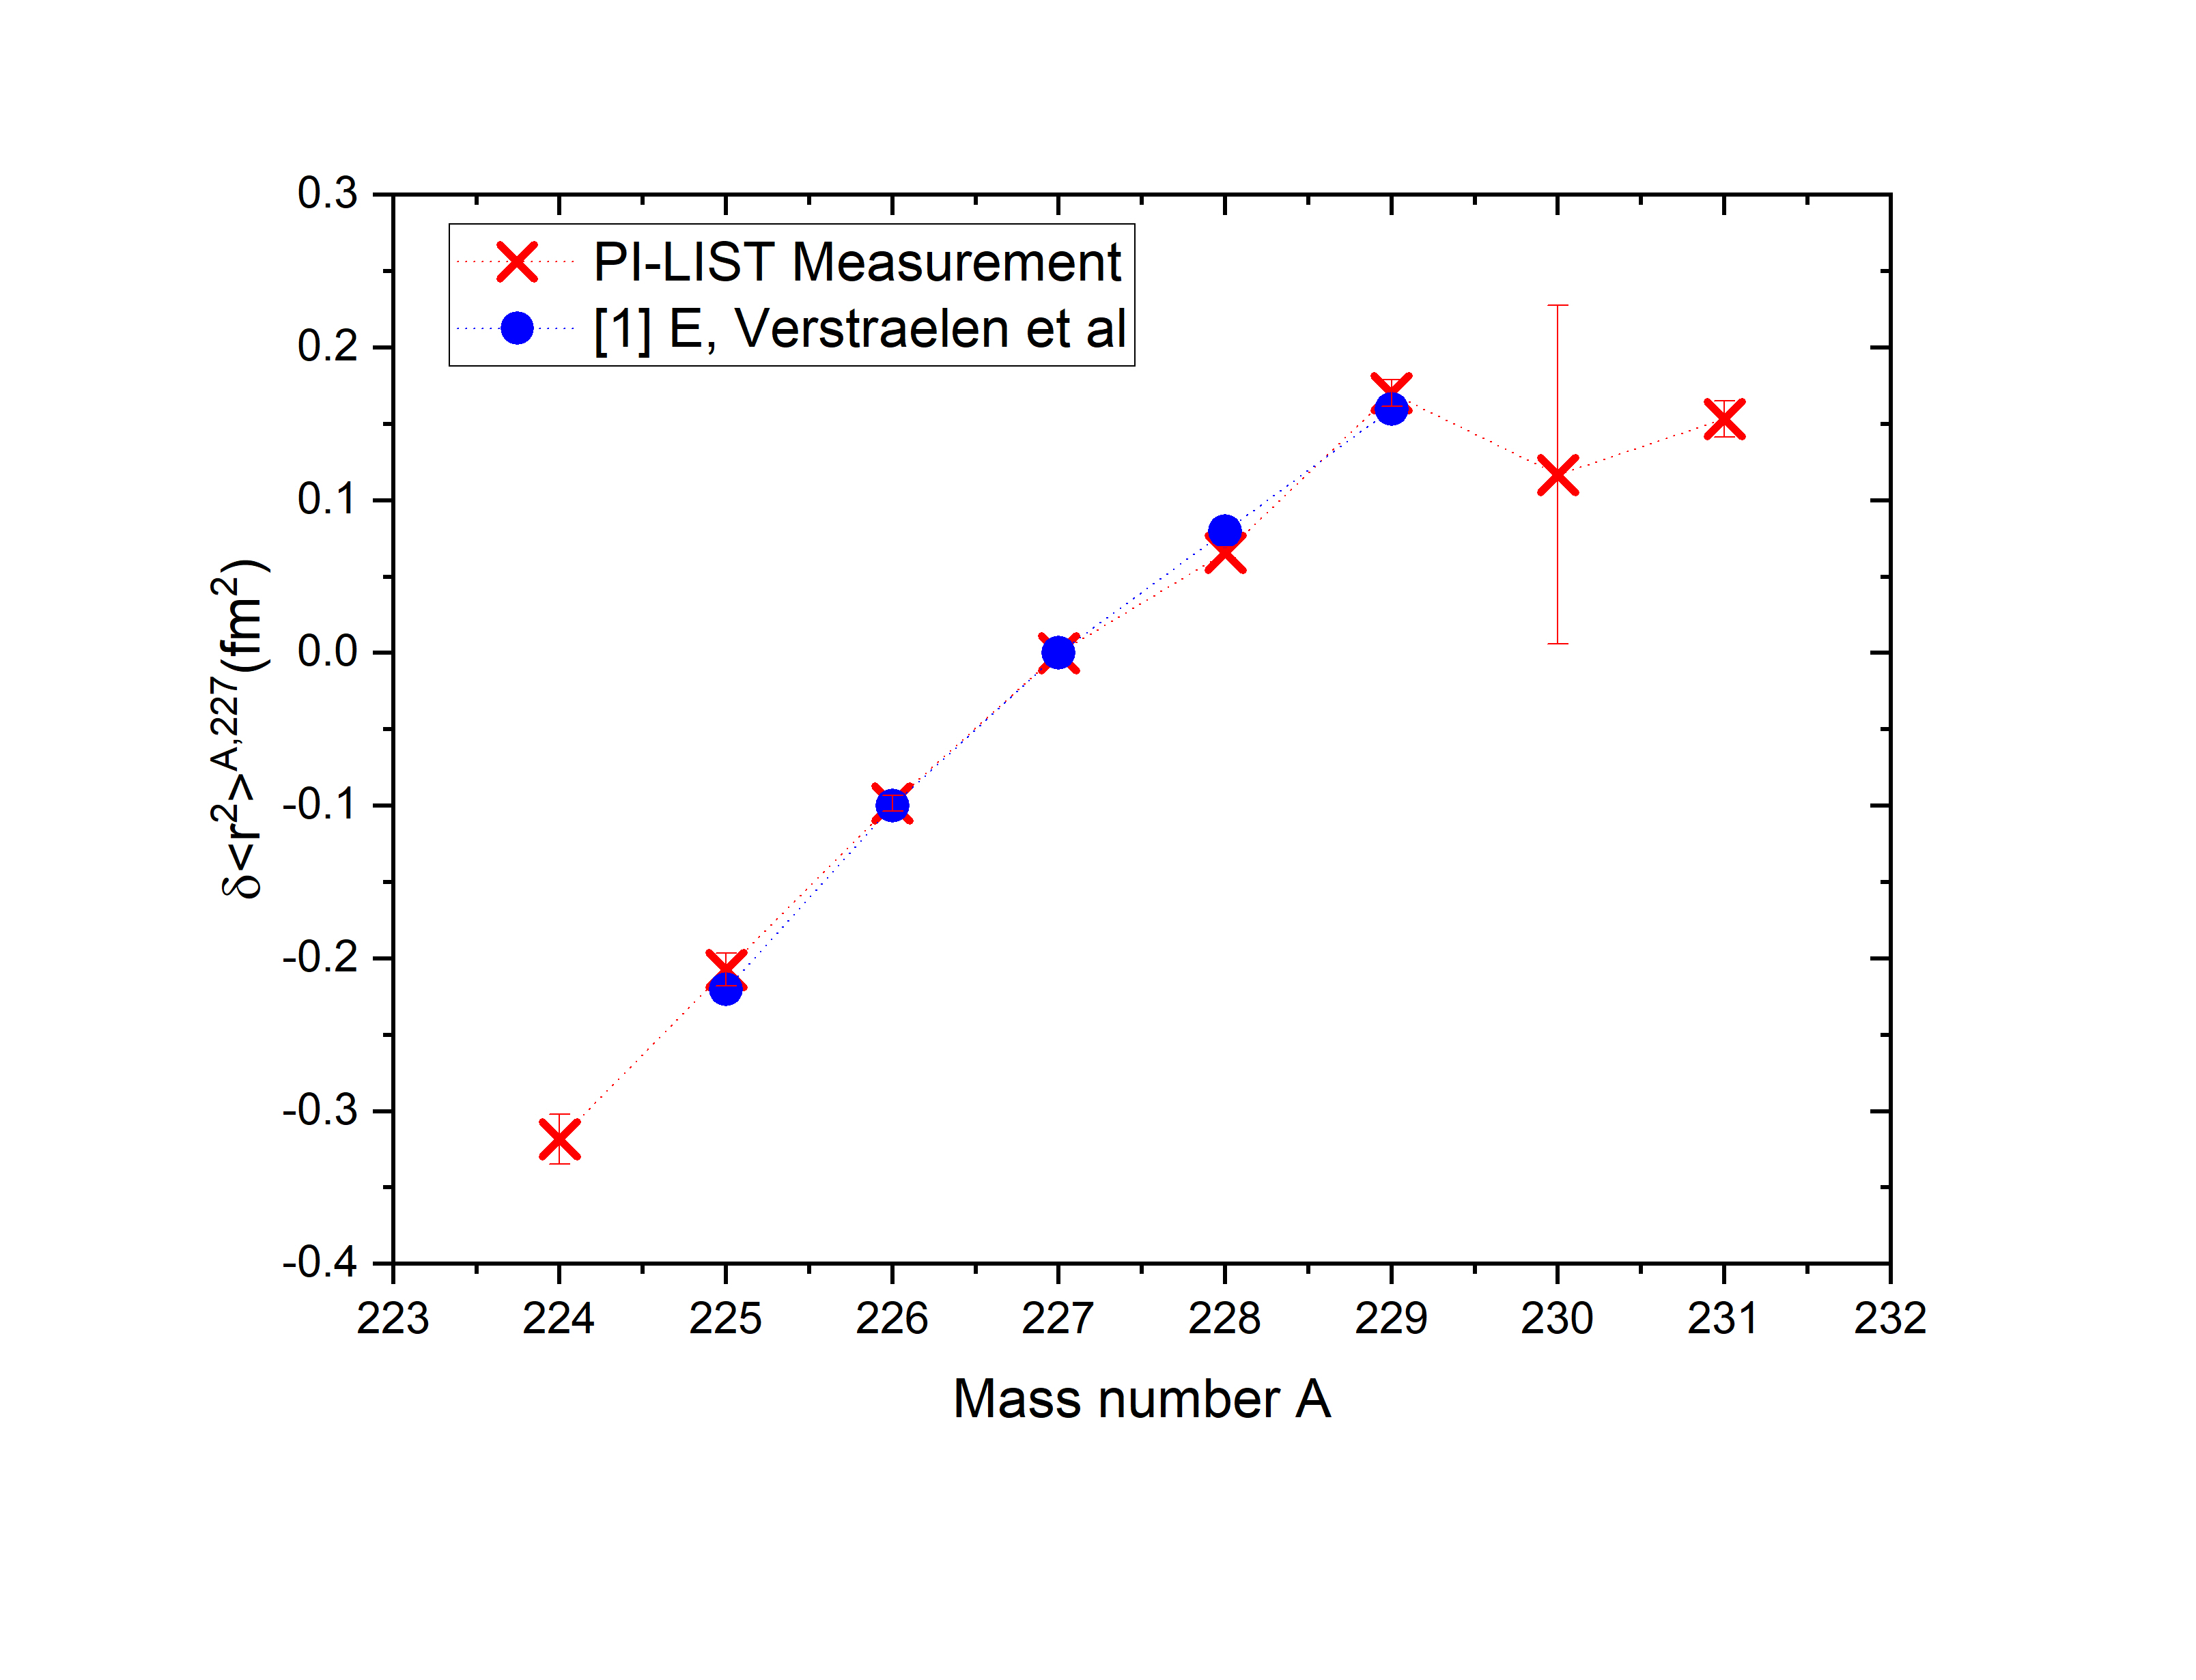 0.3
0.2
0.1
0.0
-0.1
-0.2
-0.3
-0.4
δ<r²>ᴬ,²²⁷(fm²)
PI-LIST Measurement
[1] E, Verstraelen et al
223 224 225 226 227 228 229 230 231 232
Mass number A